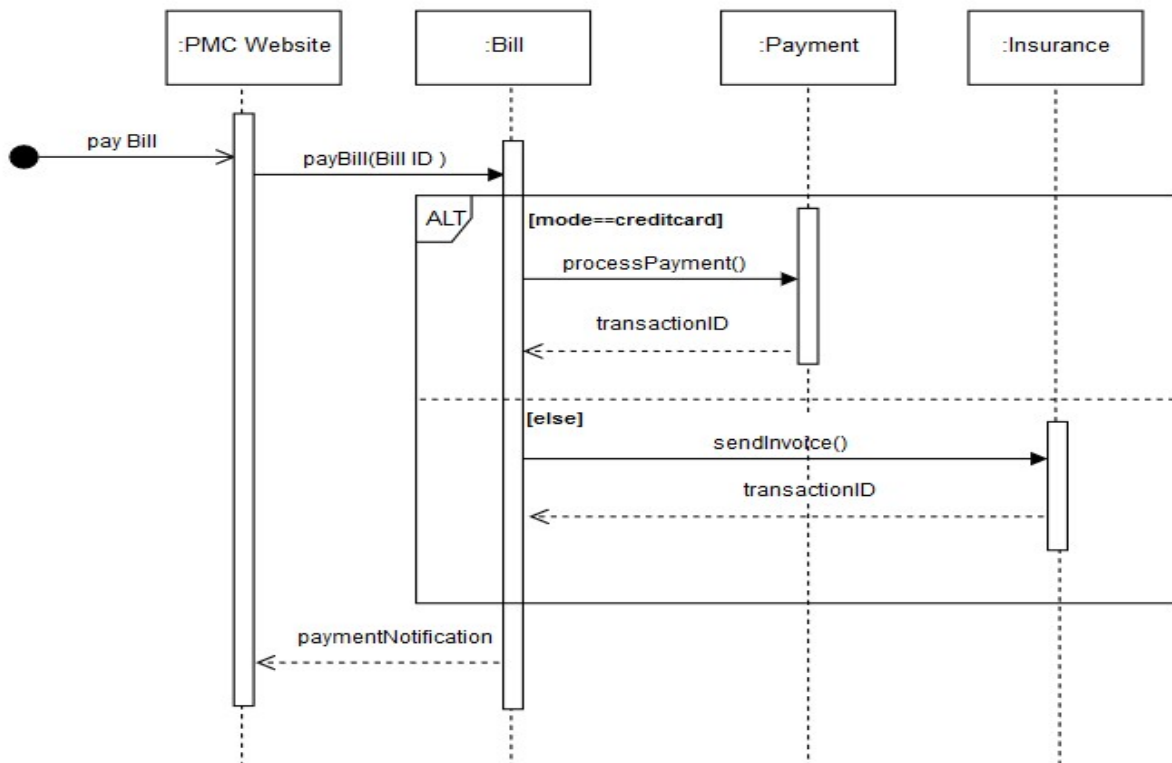 :PMC Website
:Bill
:Payment
:Insurance
pay Bill
payBill(Bill ID )
ALT
[mode==creditcard]
processPayment()
transactionID
[else]
sendInvoice()
transactionID
paymentNotification